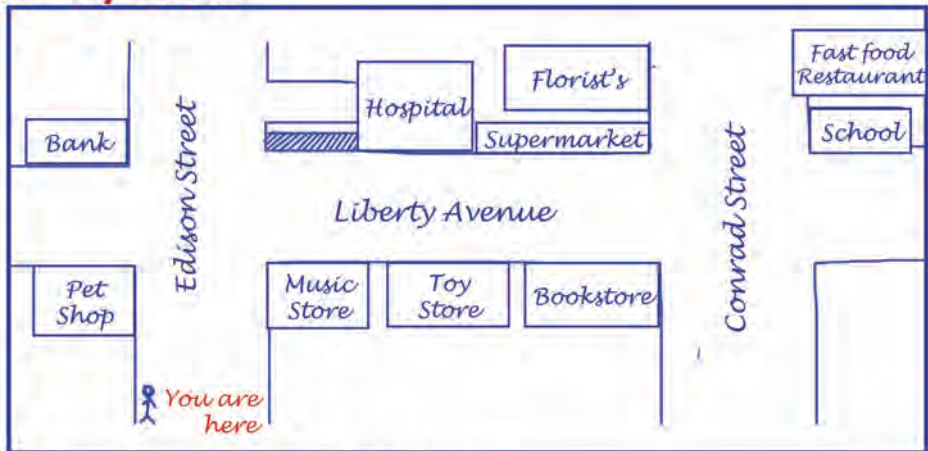 Fast food
Restaurant
Florist's
Hospital
Bank
Supermarket
School
Edison Street
Liberty Avenue
Conrad Street
Pet
Shop
Music
Store
Toy
Store
Bookstore
You are
here